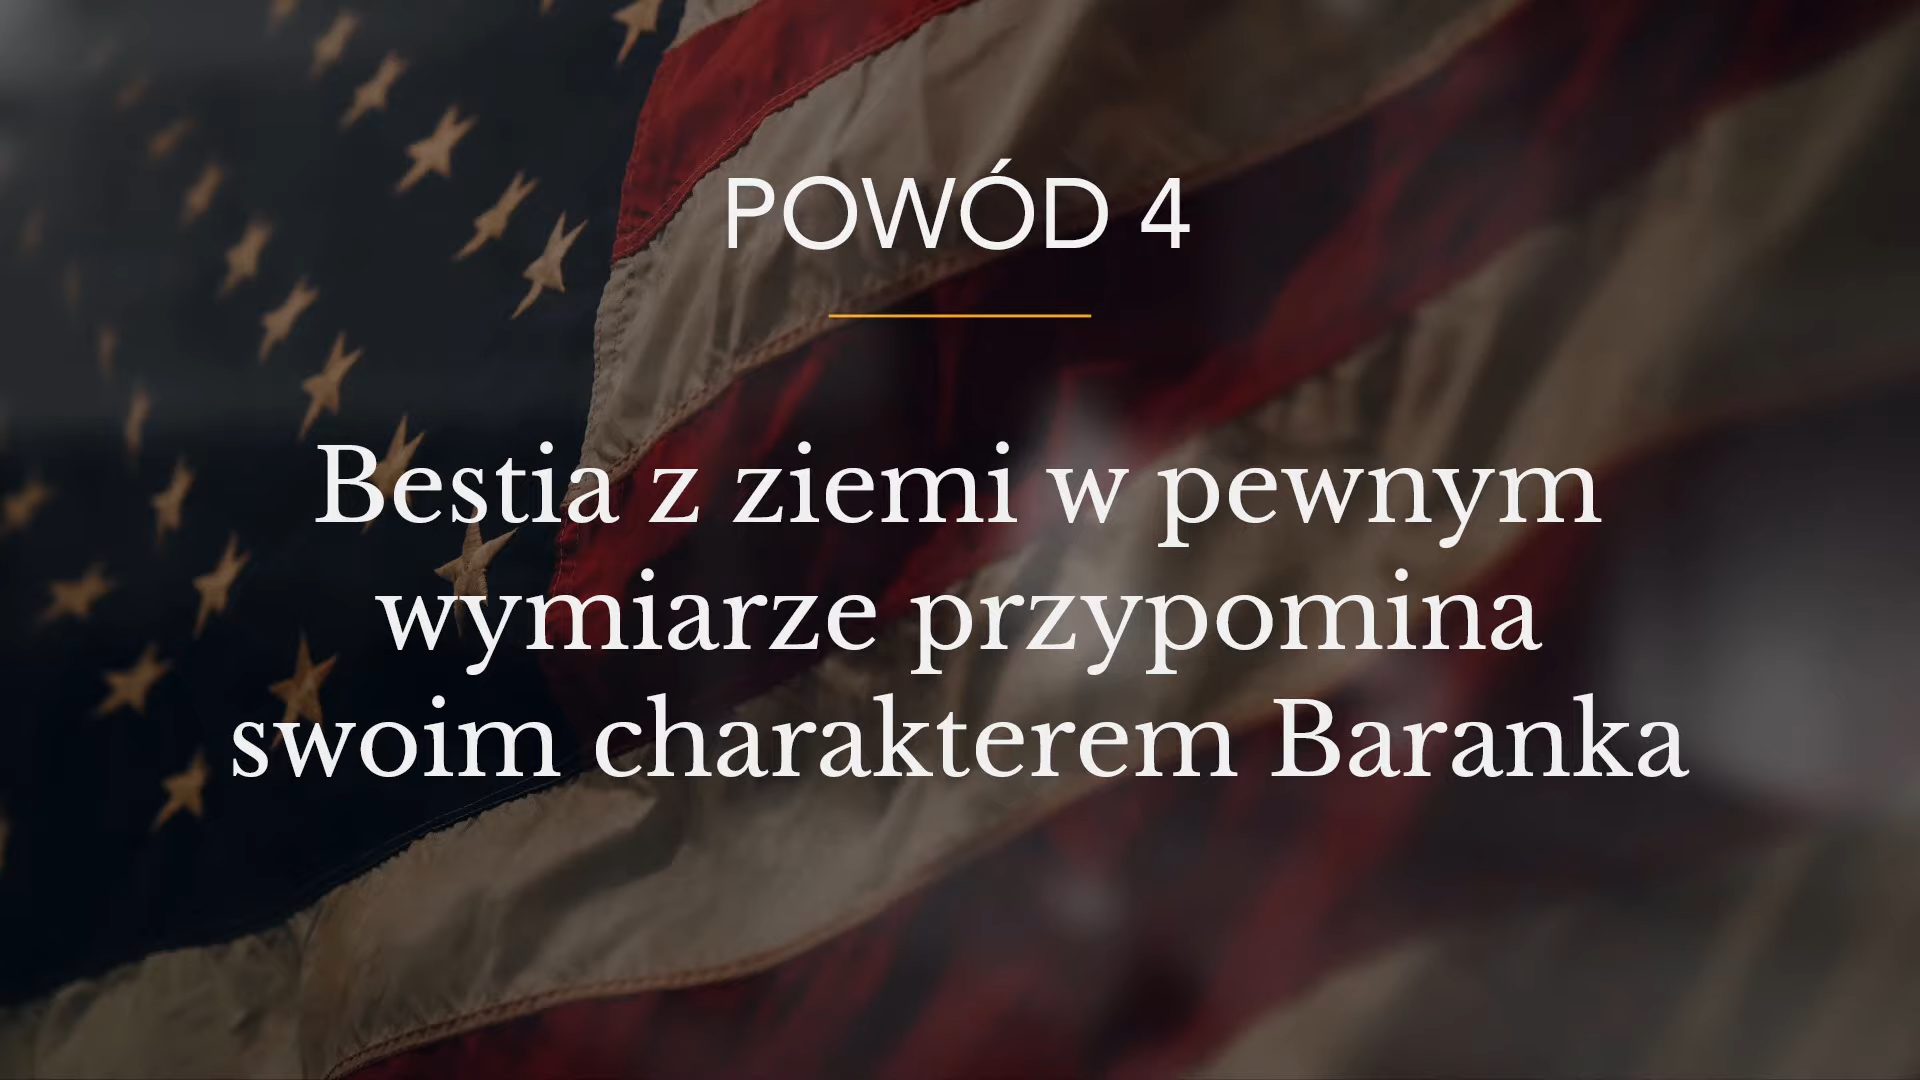 POWÓD 4
Bestia z ziemi w pewnym
wymiarze przypomina
swoim charakterem Baranka